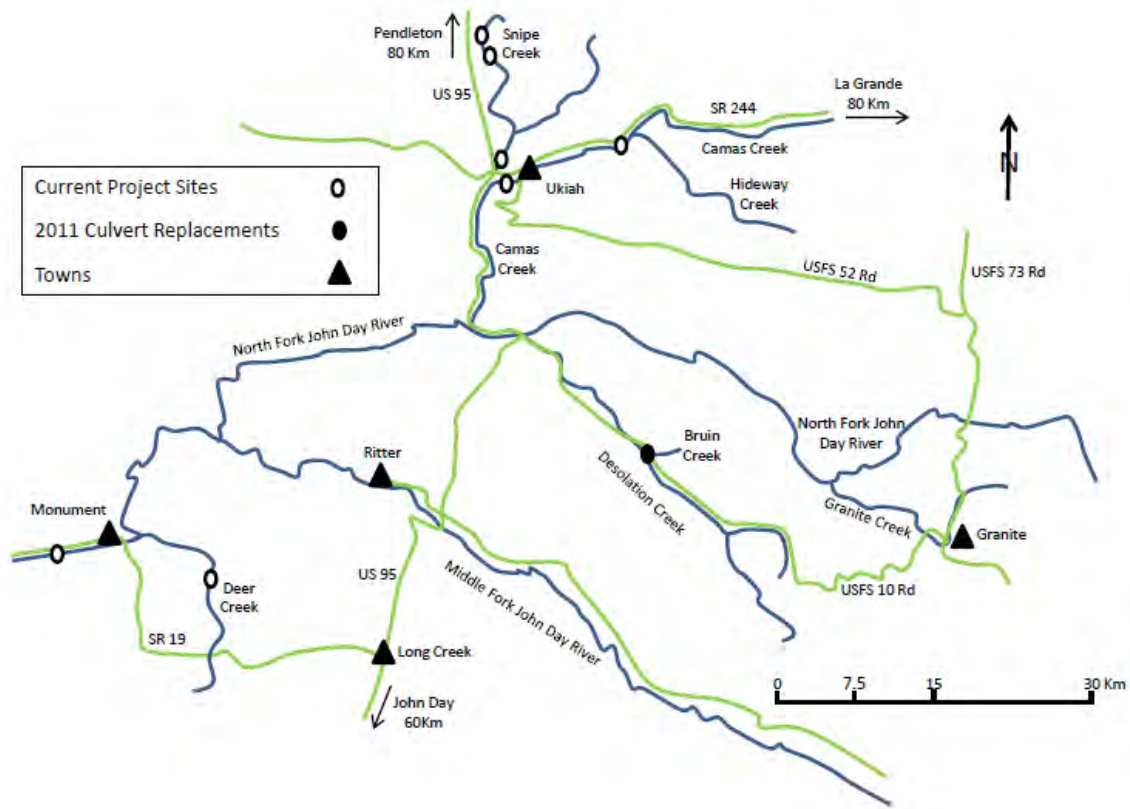 Pendleton
80 Km
Snipe
Creek
US 95
La Grande
80 Km
SR 244
Camas Creek
N
Current Project Sites
2011 Culvert Replacements
Towns
Ukiah
Hideway
Creek
Camas
Creek
USFS 52 Rd
USFS 73 Rd
North Fork John Day River
North Fork John
Day River
Bruin
Creek
Ritter
Desolation Creek
Granite Creek
Granite
Monument
US 95
Middle Fork John Day River
Deer
Creek
USFS 10 Rd
SR 19
Long Creek
John Day
60Km
0 7.5 15 30 Km